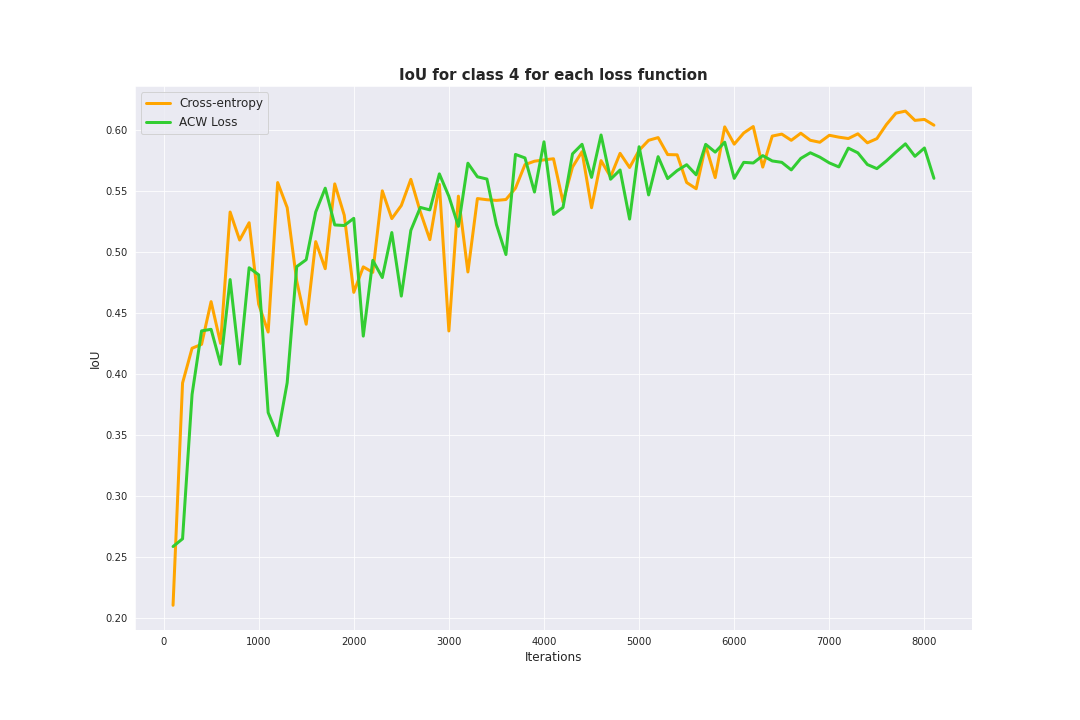 IoU for class 4 for each loss function
Cross-entropy
ACW Loss
0.60
0.55
0.50
0.45
0.40
0.35
0.30
0.25
0.20
IoU
0 1000 2000 3000 4000 5000 6000 7000 8000
Iterations